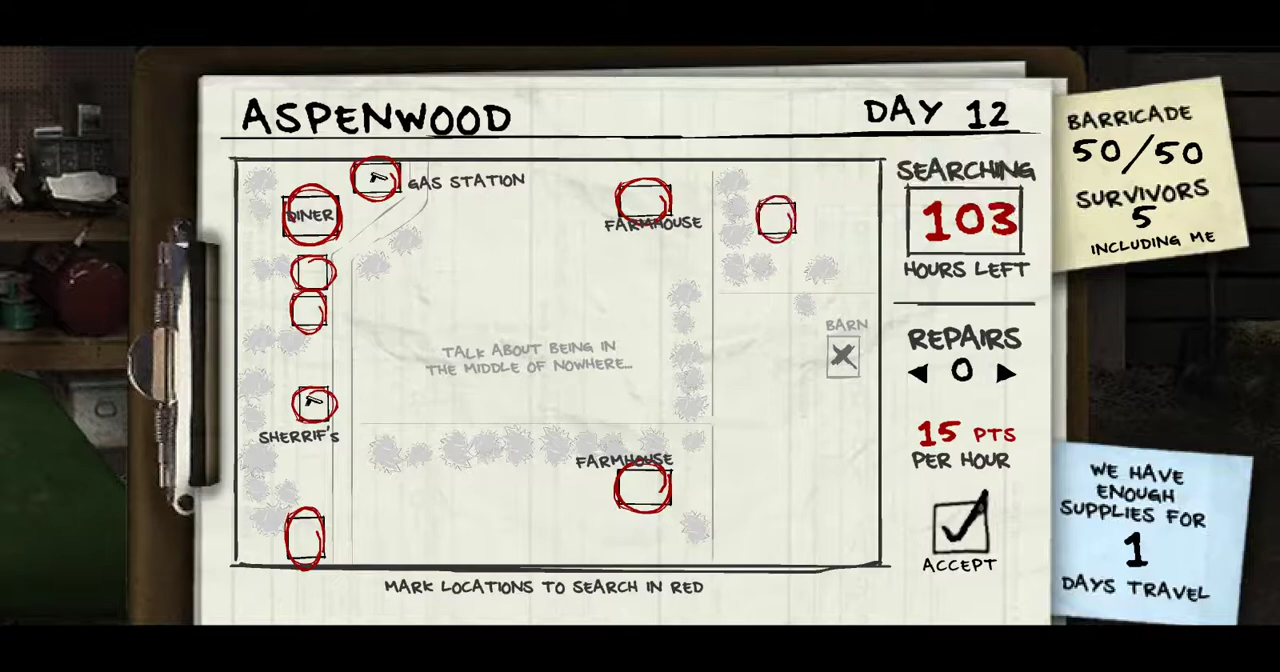 ASPENWOOD
DAY 12
GAS STATION
DINER
FARMHOUSE
BARN
TALK ABOUT BEING IN
THE MIDDLE OF NOWHERE...
SHERRIF'S
FARMHOUSE
MARK LOCATIONS TO SEARCH IN RED
SEARCHING
103
HOURS LEFT
REPAIRS
0
15 PTS
PER HOUR
ACCEPT
BARRICADE
50/50
SURVIVORS
5
INCLUDING ME
WE HAVE
ENOUGH
SUPPLIES FOR
1
DAYS TRAVEL